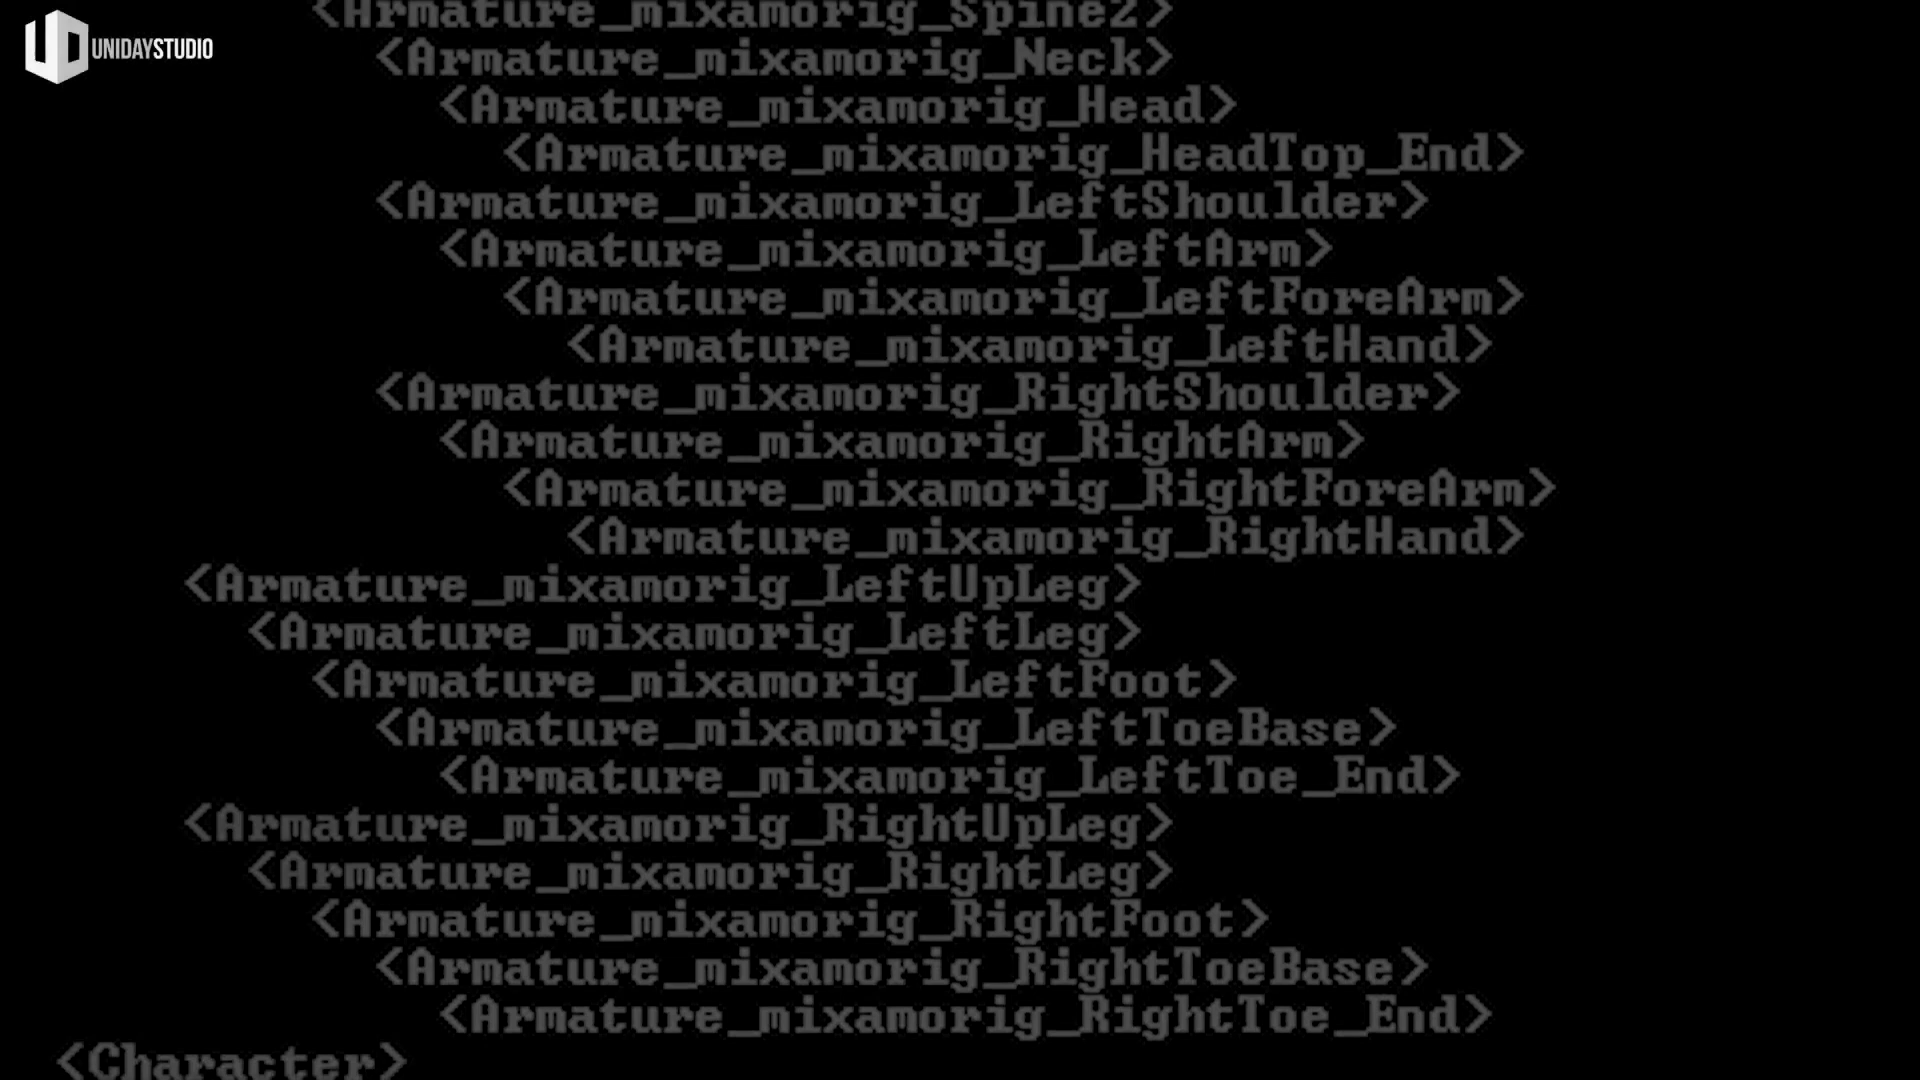 <Armature_mixamorig_Spine2>
UNIDAYSTUDIO
<Armature_mixamorig_Neck>
<Armature_mixamorig_Head>
<Armature_mixamorig_HeadTop_End>
<Armature_mixamorig_LeftShoulder>
<Armature_mixamorig_LeftArm>
<Armature_mixamorig_LeftForeArm>
<Armature_mixamorig_LeftHand>
<Armature_mixamorig_RightShoulder>
<Armature_mixamorig_RightArm>
<Armature_mixamorig_RightForeArm>
<Armature_mixamorig_RightHand>
<Armature_mixamorig_LeftUpLeg>
<Armature_mixamorig_LeftLeg>
<Armature_mixamorig_LeftFoot>
<Armature_mixamorig_LeftToeBase>
<Armature_mixamorig_LeftToe_End>
<Armature_mixamorig_RightUpLeg>
<Armature_mixamorig_RightLeg>
<Armature_mixamorig_RightFoot>
<Armature_mixamorig_RightToeBase>
<Armature_mixamorig_RightToe_End>
<Character>